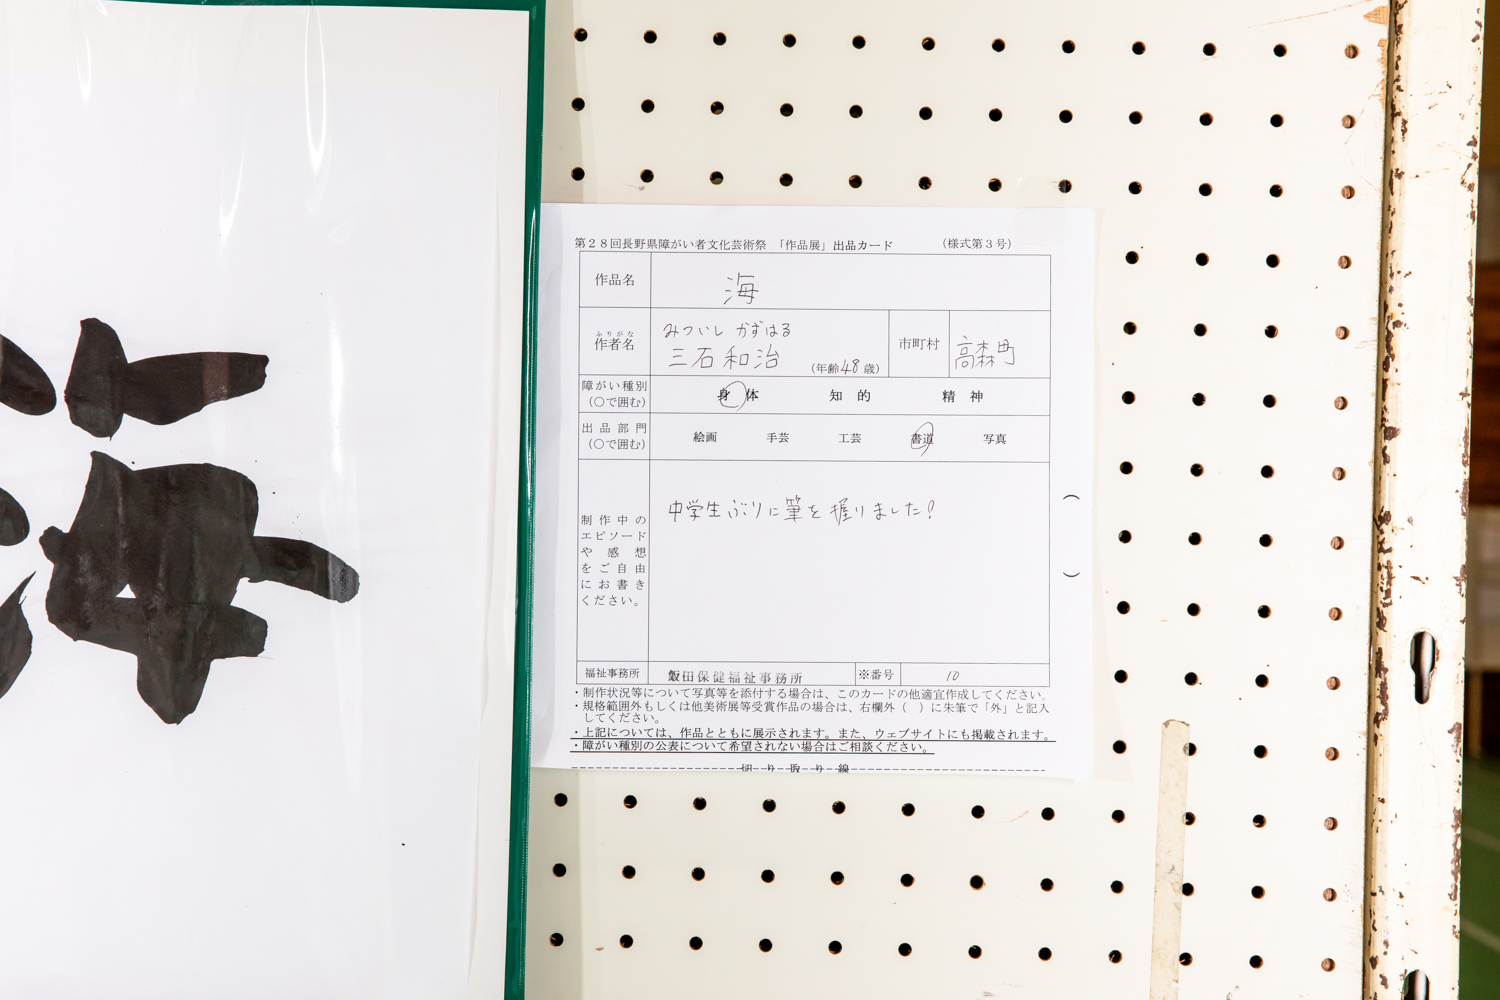 第28回長野県障がい者文化芸術祭 「作品展」出品カード (様式第3号)
作品名 海
ふりがな みついし かずはる
作者名 三石和治 (年齢48歳) 市町村 高森町
障がい種別 (○で囲む) 身体 知的 精神
出品部門 (○で囲む) 絵画 手芸 工芸 書道 写真
制作中の
エピソード
や感想
をご自由
にお書き
ください。
中学生ぶりに筆を握りました!
福祉事務所 飯田保健福祉事務所 ※番号 10
・制作状況等について写真等を添付する場合は、このカードの他適宜作成してください。
・規格範囲外もしくは他美術展等受賞作品の場合は、右欄外( )に朱筆で「外」と記入
してください。
・上記については、作品とともに展示されます。また、ウェブサイトにも掲載されます。
・障がい種別の公表について希望されない場合はご相談ください。
切り取り線
海